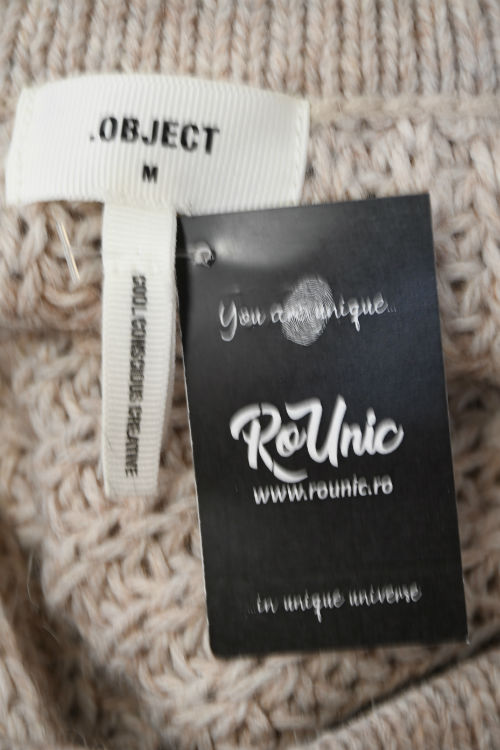 .OBJECT
M
COOL CONSCIOUS CREATIVE
You are unique...
RoUnic
www.rounic.ro
...in unique universe